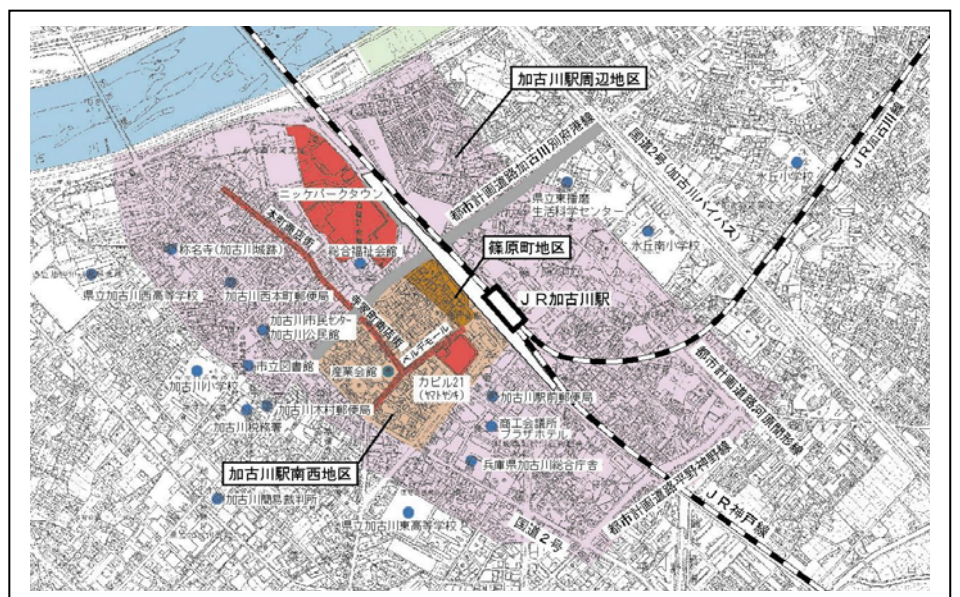 加古川駅周辺地区
都市計画道路加古川別府港線
国道2号(加古川バイパス)
JR加古川線
氷丘小学校
県立東播磨
生活科学センター
氷丘南小学校
ニッケパークタウン
本町商店街
総合福祉会館
篠原町地区
JR加古川駅
称名寺(加古川城跡)
県立加古川西高等学校
加古川西本町郵便局
寺家町商店街
ベルデモール
加古川市民センター
加古川公民館
市立図書館
産業会館
カピル21
(ヤマトヤシキ)
加古川小学校
加古川木村郵便局
加古川税務署
加古川駅前郵便局
商工会議所
プラザホテル
都市計画道路河原間形線
加古川駅南西地区
兵庫県加古川総合庁舎
都市計画道路平野神野線
JR神戸線
加古川簡易裁判所
県立加古川東高等学校
国道2号